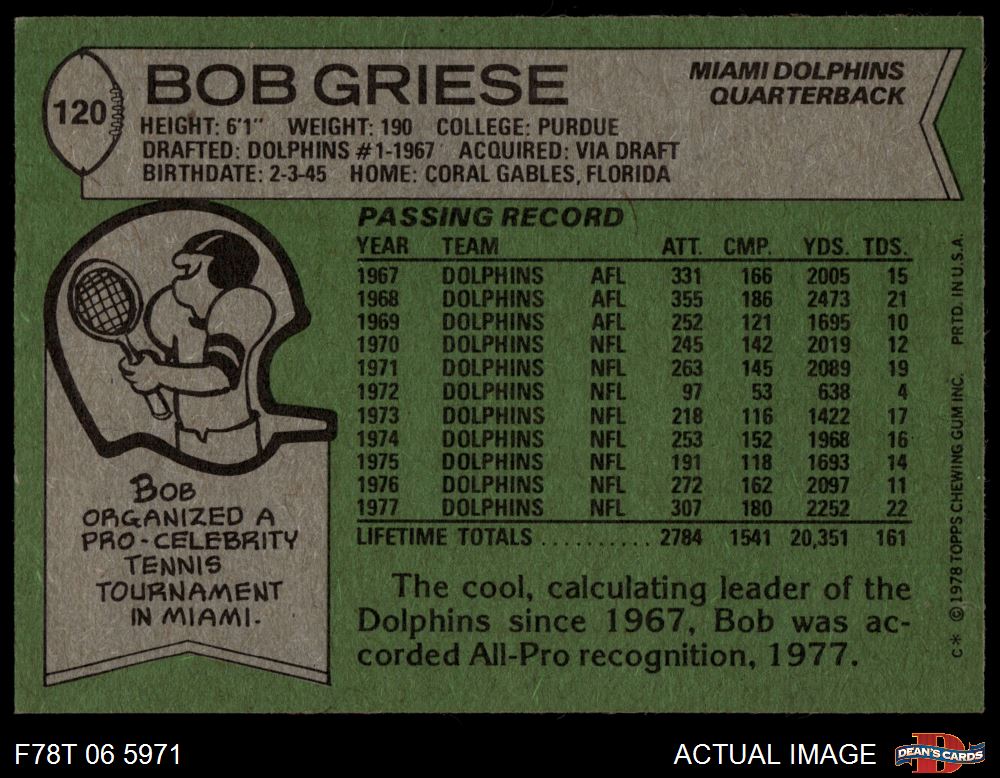 120
BOB GRIESE
MIAMI DOLPHINS
QUARTERBACK
HEIGHT: 6'1" WEIGHT: 190 COLLEGE: PURDUE
DRAFTED: DOLPHINS #1-1967 ACQUIRED: VIA DRAFT
BIRTHDATE: 2-3-45 HOME: CORAL GABLES, FLORIDA
PASSING RECORD
YEAR TEAM ATT. CMP. YDS. TDS.
1967 DOLPHINS AFL 331 166 2005 15
1968 DOLPHINS AFL 355 186 2473 21
1969 DOLPHINS AFL 252 121 1695 10
1970 DOLPHINS NFL 245 142 2019 12
1971 DOLPHINS NFL 263 145 2089 19
1972 DOLPHINS NFL 97 53 638 4
1973 DOLPHINS NFL 218 116 1422 17
1974 DOLPHINS NFL 253 152 1968 16
1975 DOLPHINS NFL 191 118 1693 14
1976 DOLPHINS NFL 272 162 2097 11
1977 DOLPHINS NFL 307 180 2252 22
LIFETIME TOTALS .......... 2784 1541 20,351 161
BOB
ORGANIZED A
PRO-CELEBRITY
TENNIS
TOURNAMENT
IN MIAMI.
The cool, calculating leader of the
Dolphins since 1967, Bob was ac-
corded All-Pro recognition, 1977.
C* © 1978 TOPPS CHEWING GUM INC. PRTD. IN U.S.A.
F78T 06 5971
ACTUAL IMAGE
DEAN'S CARDS